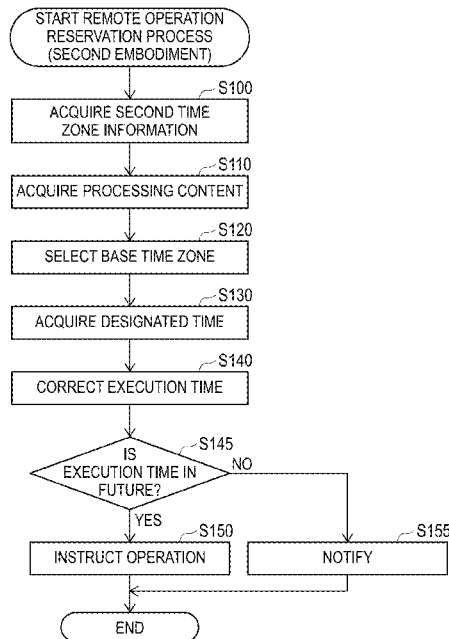 START REMOTE OPERATION
RESERVATION PROCESS
(SECOND EMBODIMENT)
S100
ACQUIRE SECOND TIME
ZONE INFORMATION
S110
ACQUIRE PROCESSING CONTENT
S120
SELECT BASE TIME ZONE
S130
ACQUIRE DESIGNATED TIME
S140
CORRECT EXECUTION TIME
S145
IS
EXECUTION TIME IN
FUTURE?
NO
YES
S150
INSTRUCT OPERATION
S155
NOTIFY
END